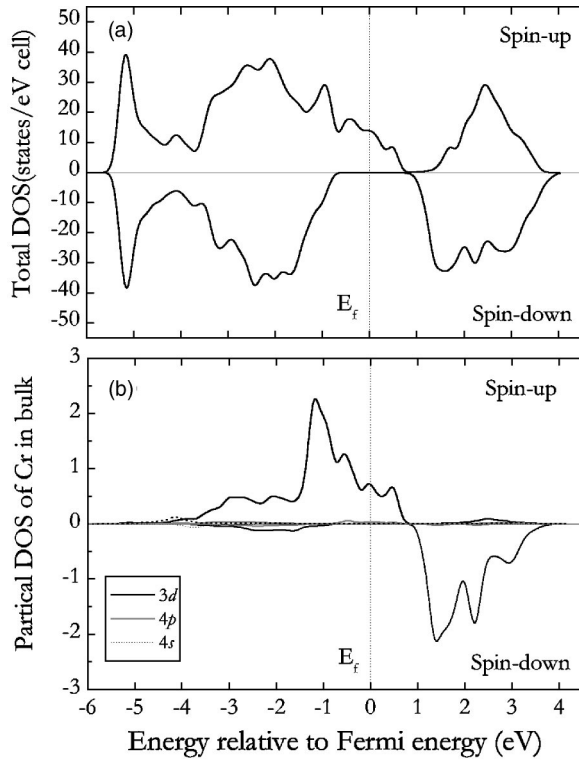 (a)
Spin-up
Total DOS(states/eV cell)
50
40
30
20
10
0
-10
-20
-30
-40
-50
E_f
Spin-down
(b)
Spin-up
Partical DOS of Cr in bulk
3
2
1
0
-1
-2
-3
3d
4p
4s
E_f
Spin-down
-6 -5 -4 -3 -2 -1 0 1 2 3 4
Energy relative to Fermi energy (eV)